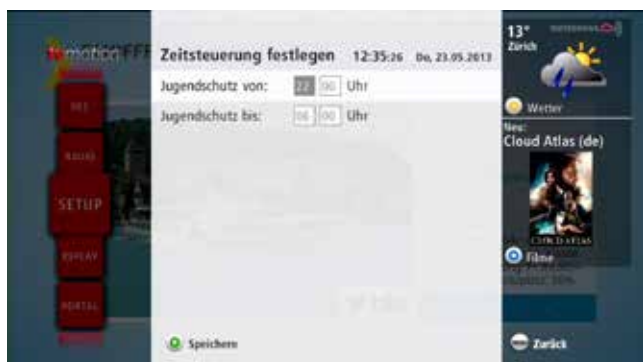 Zeitsteuerung festlegen 12:35:26 Do, 23.05.2013
Jugendschutz von: 22 00 Uhr
Jugendschutz bis: 06 00 Uhr
Speichern
SETUP
REPLAY
PORTAL
13°
Zürich
Wetter
Neu:
Cloud Atlas (de)
CLOUD ATLAS
Filme
Zurück